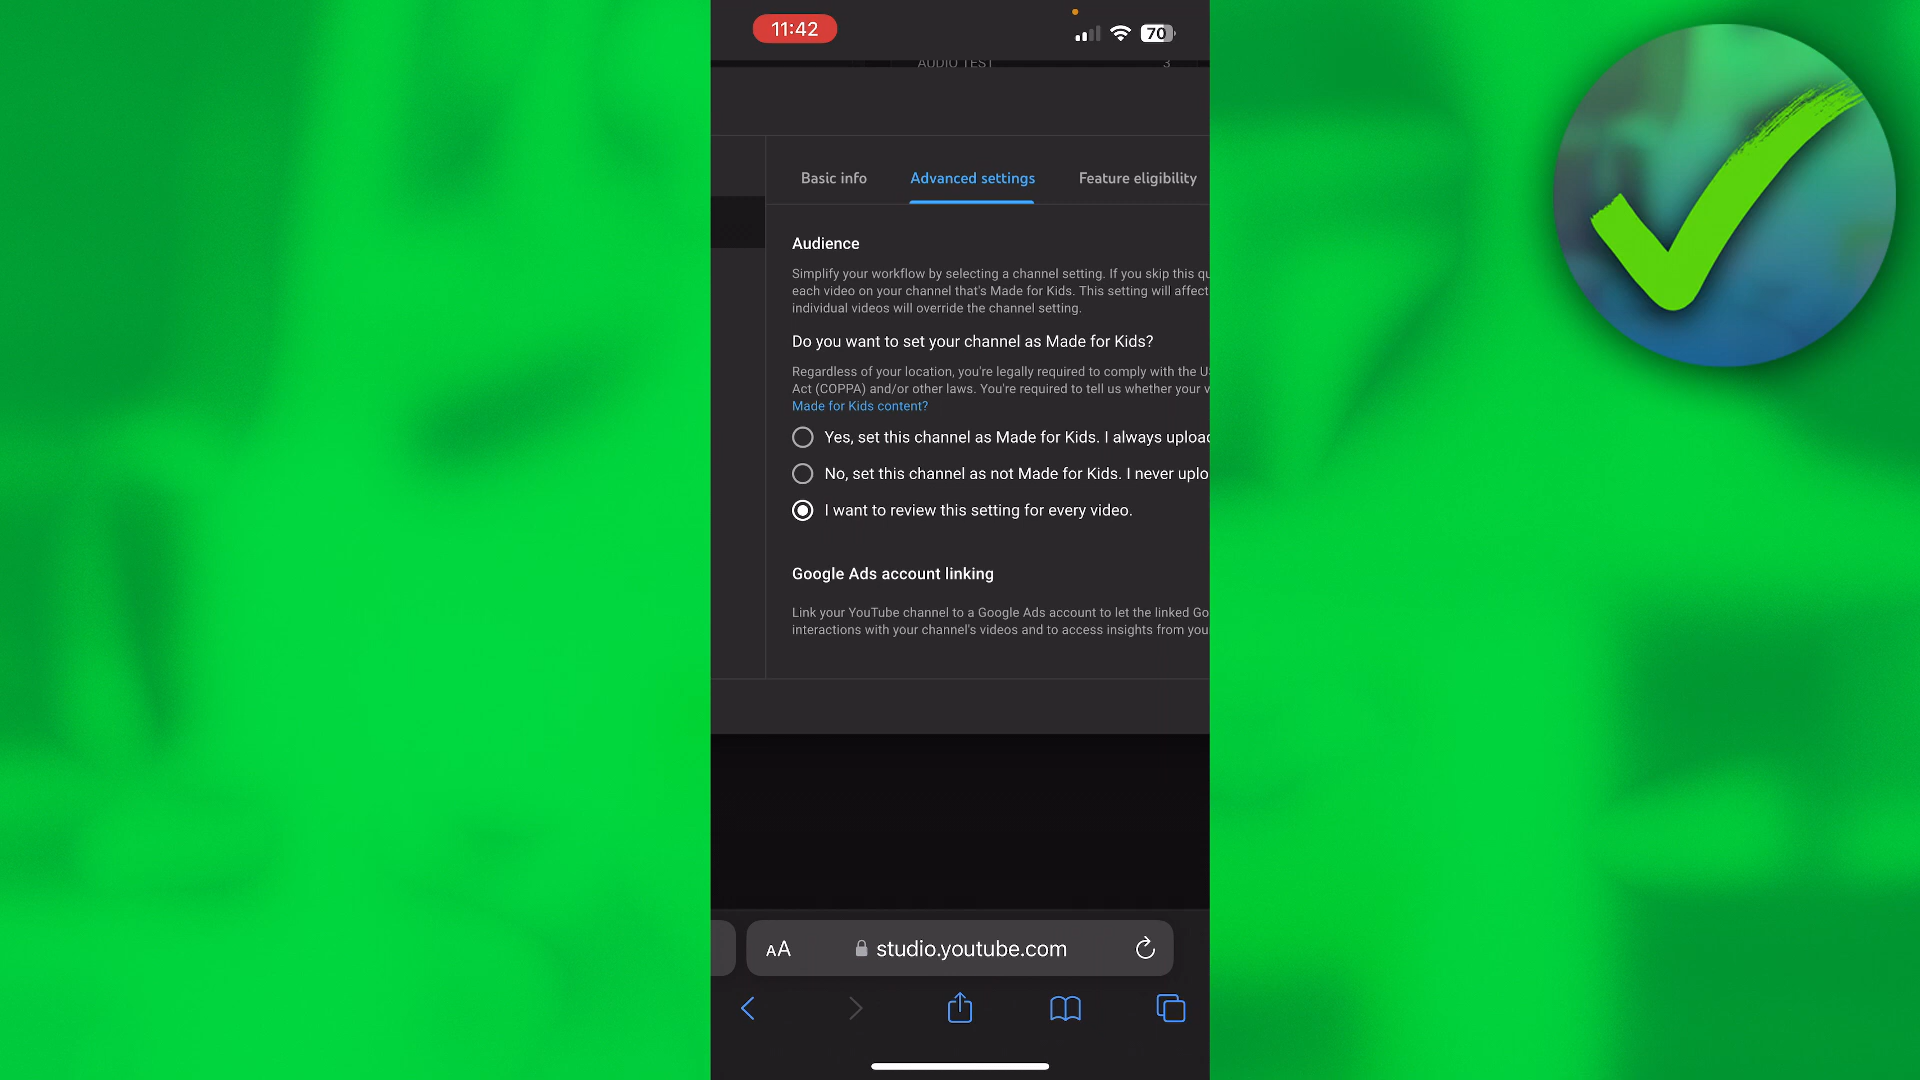 11:42
70
AUDIO TEST 3
Basic info Advanced settings Feature eligibility
Audience
Simplify your workflow by selecting a channel setting. If you skip this qu
each video on your channel that's Made for Kids. This setting will affect
individual videos will override the channel setting.
Do you want to set your channel as Made for Kids?
Regardless of your location, you're legally required to comply with the U
Act (COPPA) and/or other laws. You're required to tell us whether your v
Made for Kids content?
Yes, set this channel as Made for Kids. I always upload
No, set this channel as not Made for Kids. I never uplo
I want to review this setting for every video.
Google Ads account linking
Link your YouTube channel to a Google Ads account to let the linked Go
interactions with your channel's videos and to access insights from you
AA studio.youtube.com